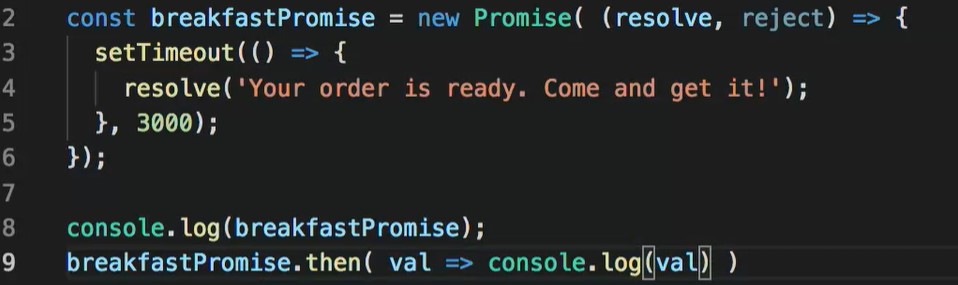 2 const breakfastPromise = new Promise( (resolve, reject) => {
3   setTimeout(() => {
4     resolve('Your order is ready. Come and get it!');
5   }, 3000);
6 });
7
8 console.log(breakfastPromise);
9 breakfastPromise.then( val => console.log(val) )